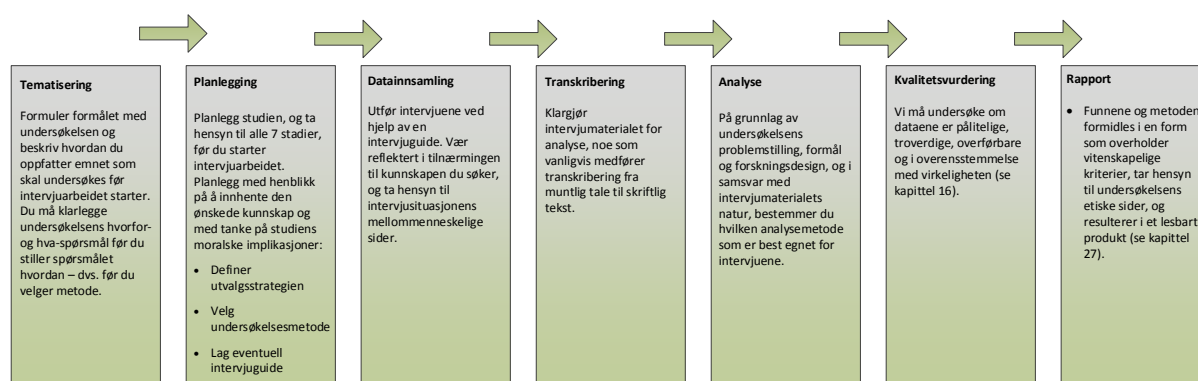 Tematisering
Formuler formålet med
undersøkelsen og
beskriv hvordan du
oppfatter emnet som
skal undersøkes før
intervjuarbeidet starter.
Du må klarlegge
undersøkelsens hvorfor-
og hva-spørsmål før du
stiller spørsmålet
hvordan – dvs. før du
velger metode.
Planlegging
Planlegg studien, og ta
hensyn til alle 7 stadier,
før du starter
intervjuarbeidet.
Planlegg med henblikk
på å innhente den
ønskede kunnskap og
med tanke på studiens
moralske implikasjoner:
• Definer
utvalgsstrategien
• Velg
undersøkelsesmetode
• Lag eventuell
intervjuguide
Datainnsamling
Utfør intervjuene ved
hjelp av en
intervjuguide. Vær
reflektert i tilnærmingen
til kunnskapen du søker,
og ta hensyn til
intervjusituasjonens
mellommenneskelige
sider.
Transkribering
Klargjør
intervjumaterialet for
analyse, noe som
vanligvis medfører
transkribering fra
muntlig tale til skriftlig
tekst.
Analyse
På grunnlag av
undersøkelsens
problemstilling, formål
og forskningsdesign, og i
samsvar med
intervjumaterialets
natur, bestemmer du
hvilken analysemetode
som er best egnet for
intervjuene.
Kvalitetsvurdering
Vi må undersøke om
dataene er pålitelige,
troverdige, overførbare
og i overensstemmelse
med virkeligheten (se
kapittel 16).
Rapport
• Funnene og metoden
formidles i en form
som overholder
vitenskapelige
kriterier, tar hensyn
til undersøkelsens
etiske sider, og
resulterer i et lesbart
produkt (se kapittel
27).